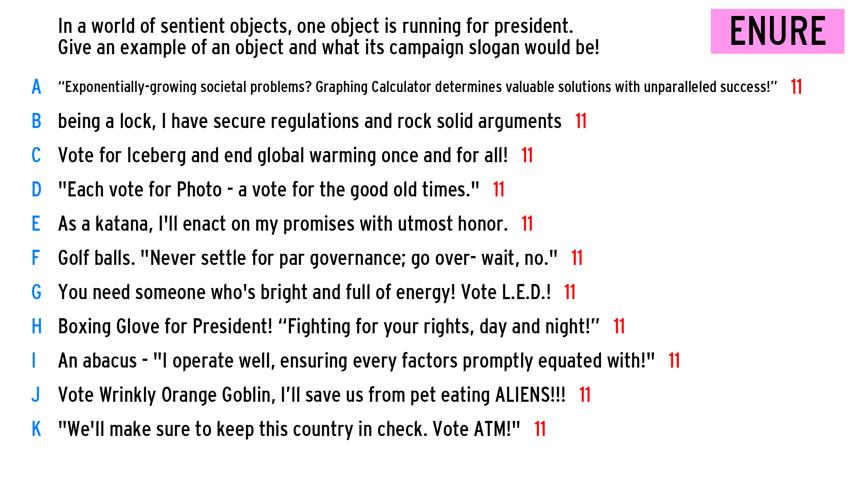 In a world of sentient objects, one object is running for president.
Give an example of an object and what its campaign slogan would be!
ENURE
A “Exponentially-growing societal problems? Graphing Calculator determines valuable solutions with unparalleled success!” 11
B being a lock, I have secure regulations and rock solid arguments 11
C Vote for Iceberg and end global warming once and for all! 11
D "Each vote for Photo - a vote for the good old times." 11
E As a katana, I'll enact on my promises with utmost honor. 11
F Golf balls. "Never settle for par governance; go over- wait, no." 11
G You need someone who's bright and full of energy! Vote L.E.D.! 11
H Boxing Glove for President! “Fighting for your rights, day and night!” 11
I An abacus - "I operate well, ensuring every factors promptly equated with!" 11
J Vote Wrinkly Orange Goblin, I’ll save us from pet eating ALIENS!!! 11
K "We'll make sure to keep this country in check. Vote ATM!" 11